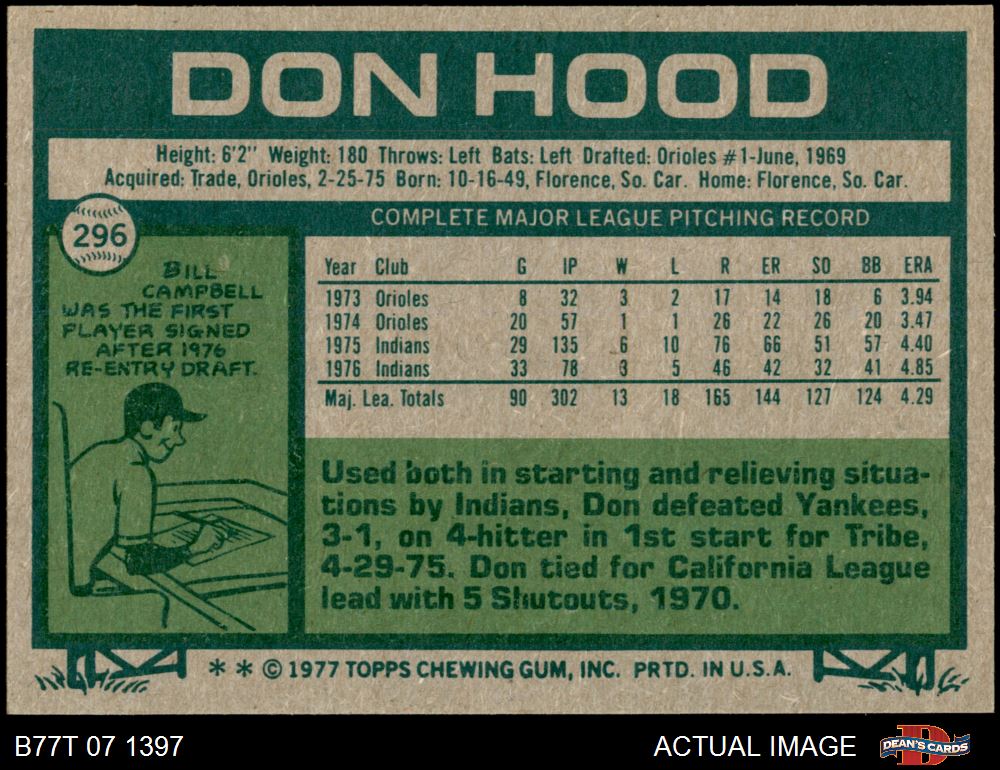 DON HOOD
Height: 6'2" Weight: 180 Throws: Left Bats: Left Drafted: Orioles #1-June, 1969
Acquired: Trade, Orioles, 2-25-75 Born: 10-16-49, Florence, So. Car. Home: Florence, So. Car.
296
BILL
CAMPBELL
WAS THE FIRST
PLAYER SIGNED
AFTER 1976
RE-ENTRY DRAFT.
COMPLETE MAJOR LEAGUE PITCHING RECORD
Year Club G IP W L R ER SO BB ERA
1973 Orioles 8 32 3 2 17 14 18 6 3.94
1974 Orioles 20 57 1 1 26 22 26 20 3.47
1975 Indians 29 135 6 10 76 66 51 57 4.40
1976 Indians 33 78 3 5 46 42 32 41 4.85
Maj. Lea. Totals 90 302 13 18 165 144 127 124 4.29
Used both in starting and relieving situa-
tions by Indians, Don defeated Yankees,
3-1, on 4-hitter in 1st start for Tribe,
4-29-75. Don tied for California League
lead with 5 Shutouts, 1970.
* * © 1977 TOPPS CHEWING GUM, INC. PRTD. IN U.S.A.
B77T 07 1397
ACTUAL IMAGE
D
DEAN'S CARDS